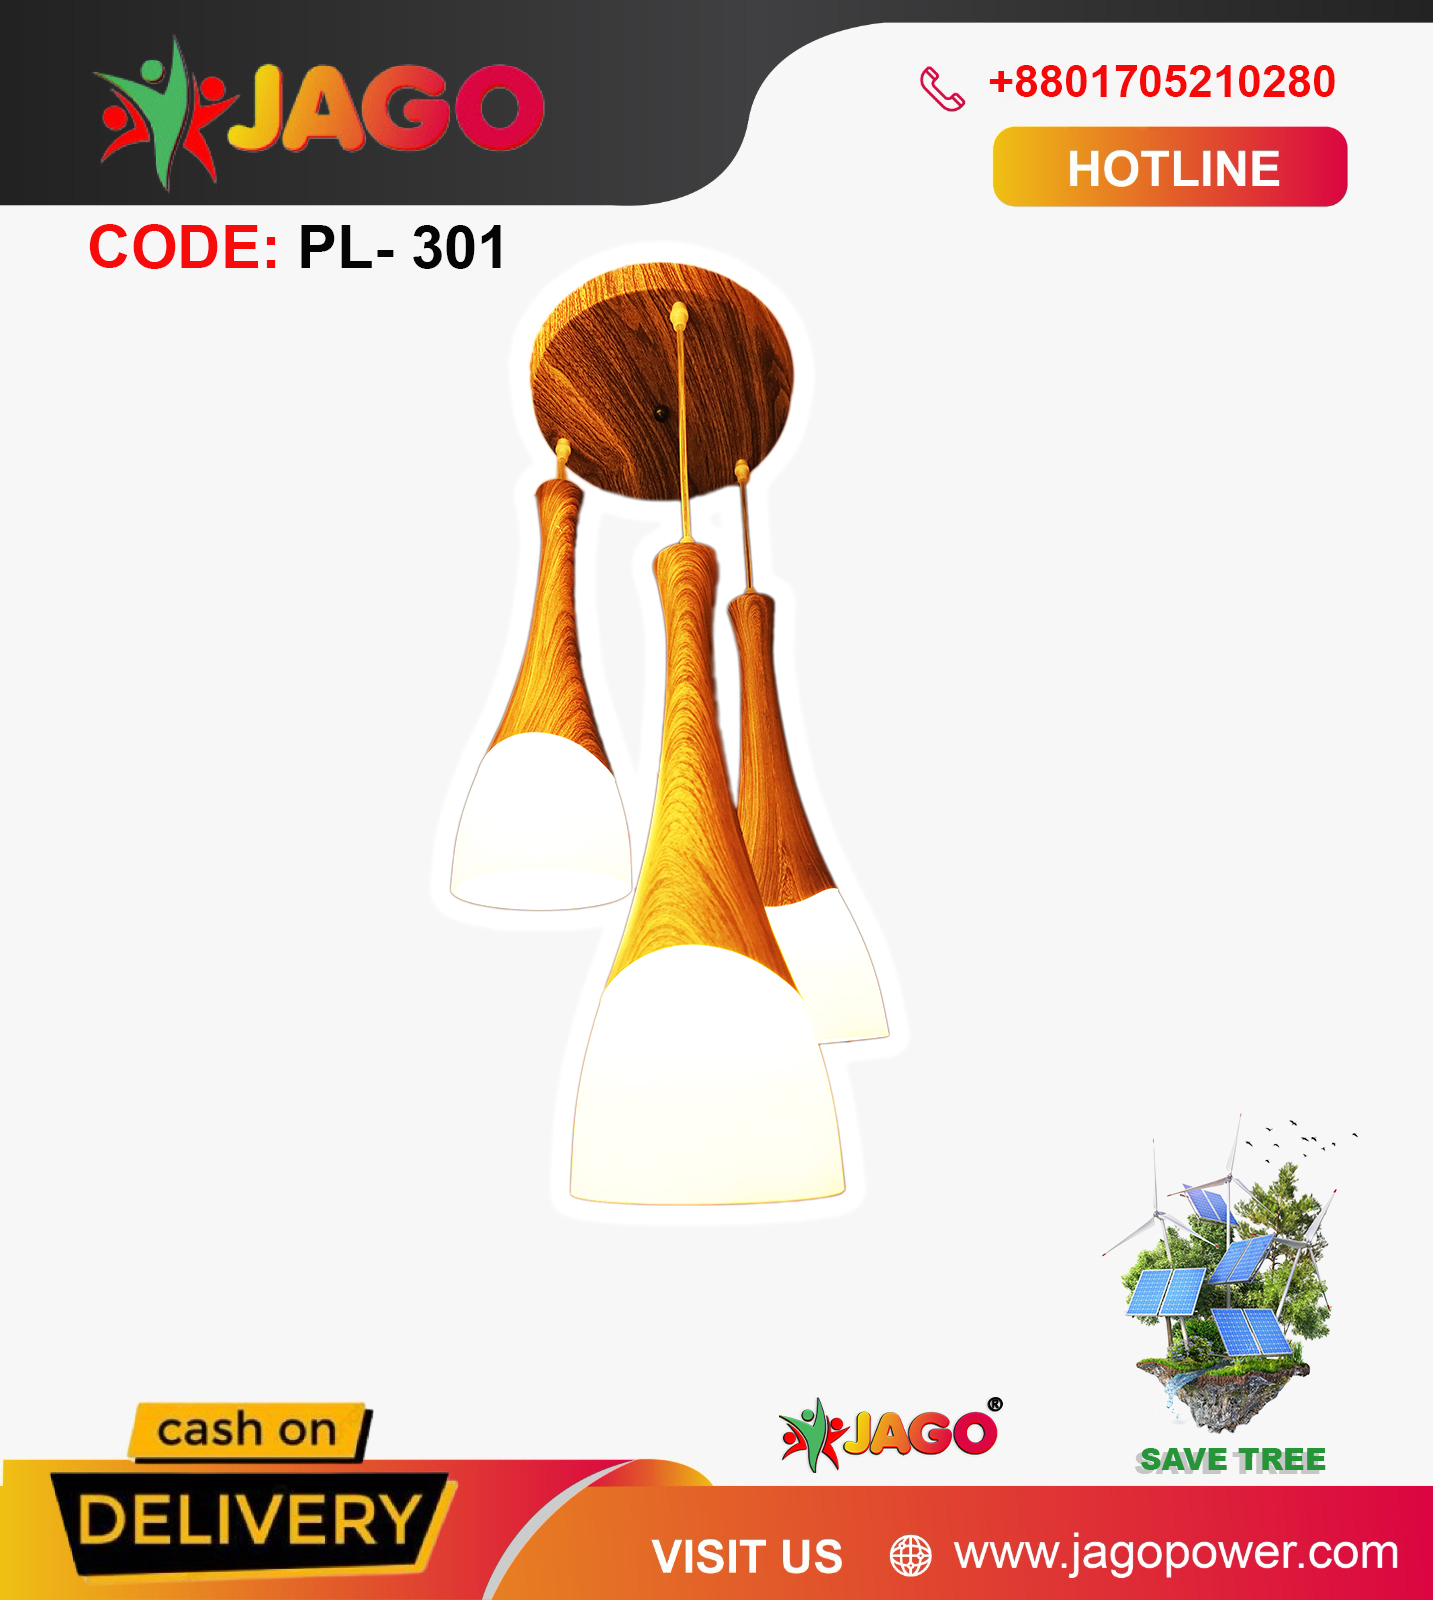 JAGO
+8801705210280
HOTLINE
CODE: PL- 301
cash on
DELIVERY
JAGO®
SAVE TREE
VISIT US www.jagopower.com